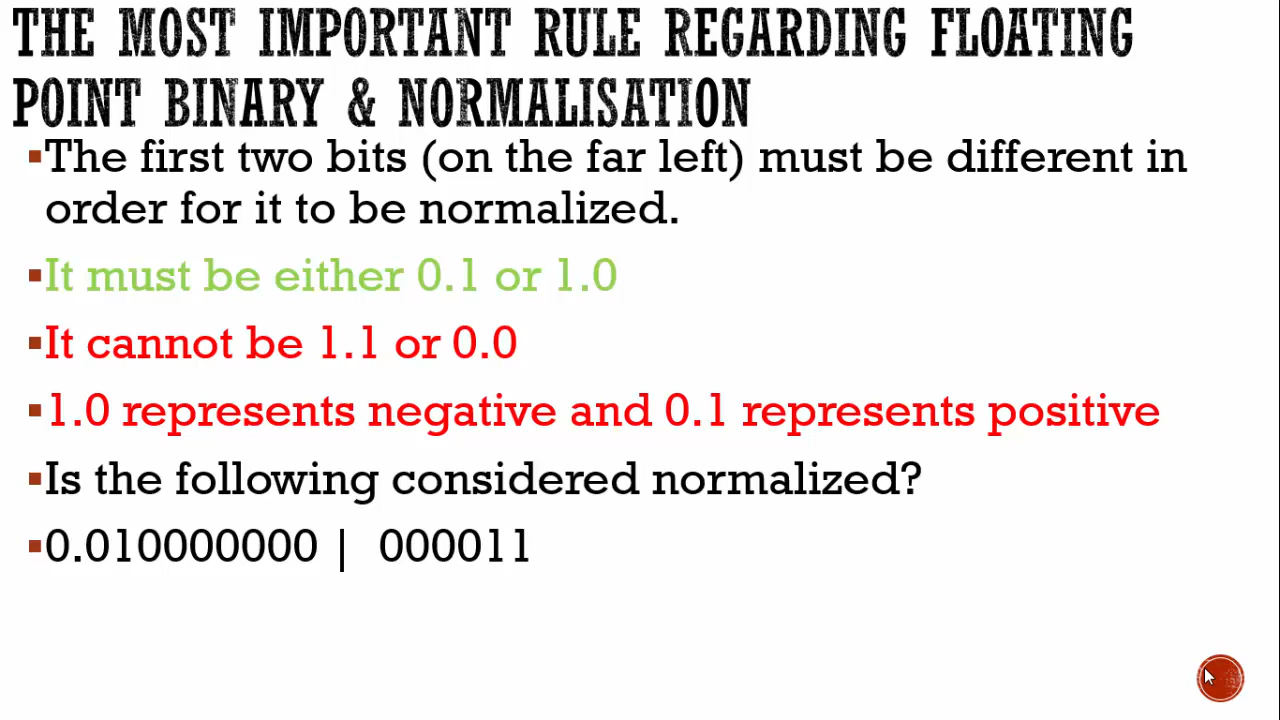 THE MOST IMPORTANT RULE REGARDING FLOATING
POINT BINARY & NORMALISATION
▪The first two bits (on the far left) must be different in
order for it to be normalized.
▪It must be either 0.1 or 1.0
▪It cannot be 1.1 or 0.0
▪1.0 represents negative and 0.1 represents positive
▪Is the following considered normalized?
▪0.010000000 | 000011